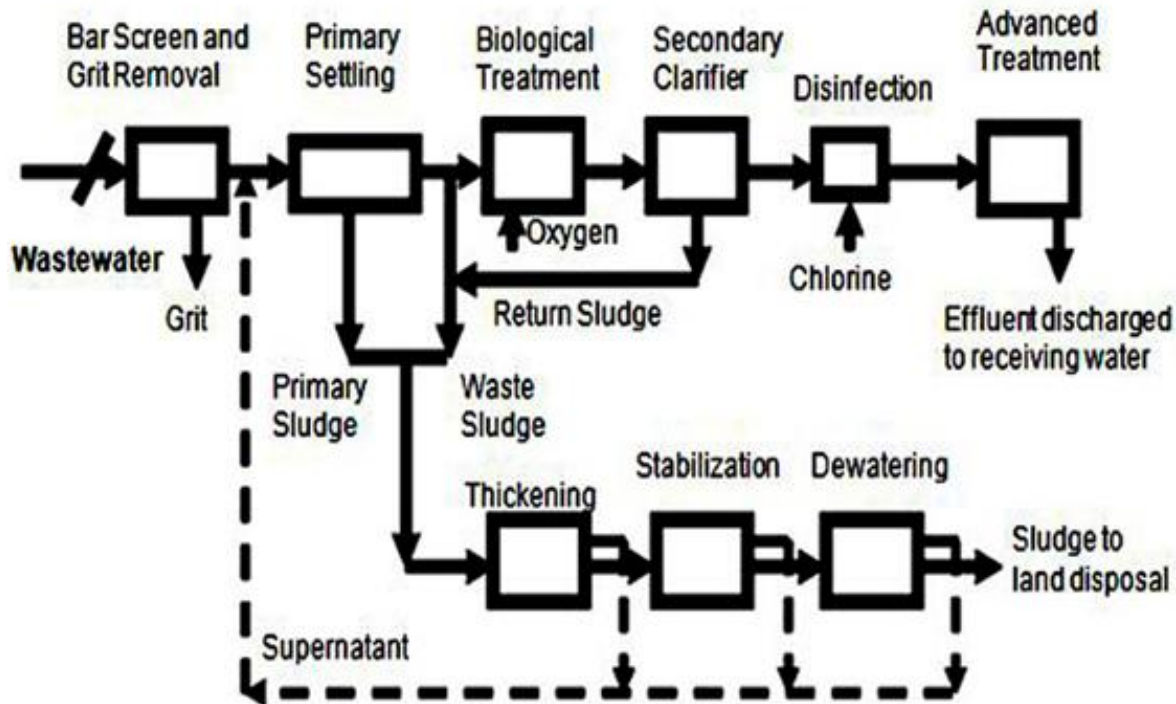 Bar Screen and
Grit Removal
Primary
Settling
Biological
Treatment
Secondary
Clarifier
Disinfection
Advanced
Treatment
Wastewater
Grit
Oxygen
Return Sludge
Chlorine
Effluent discharged
to receiving water
Primary
Sludge
Waste
Sludge
Thickening
Stabilization
Dewatering
Sludge to
land disposal
Supernatant